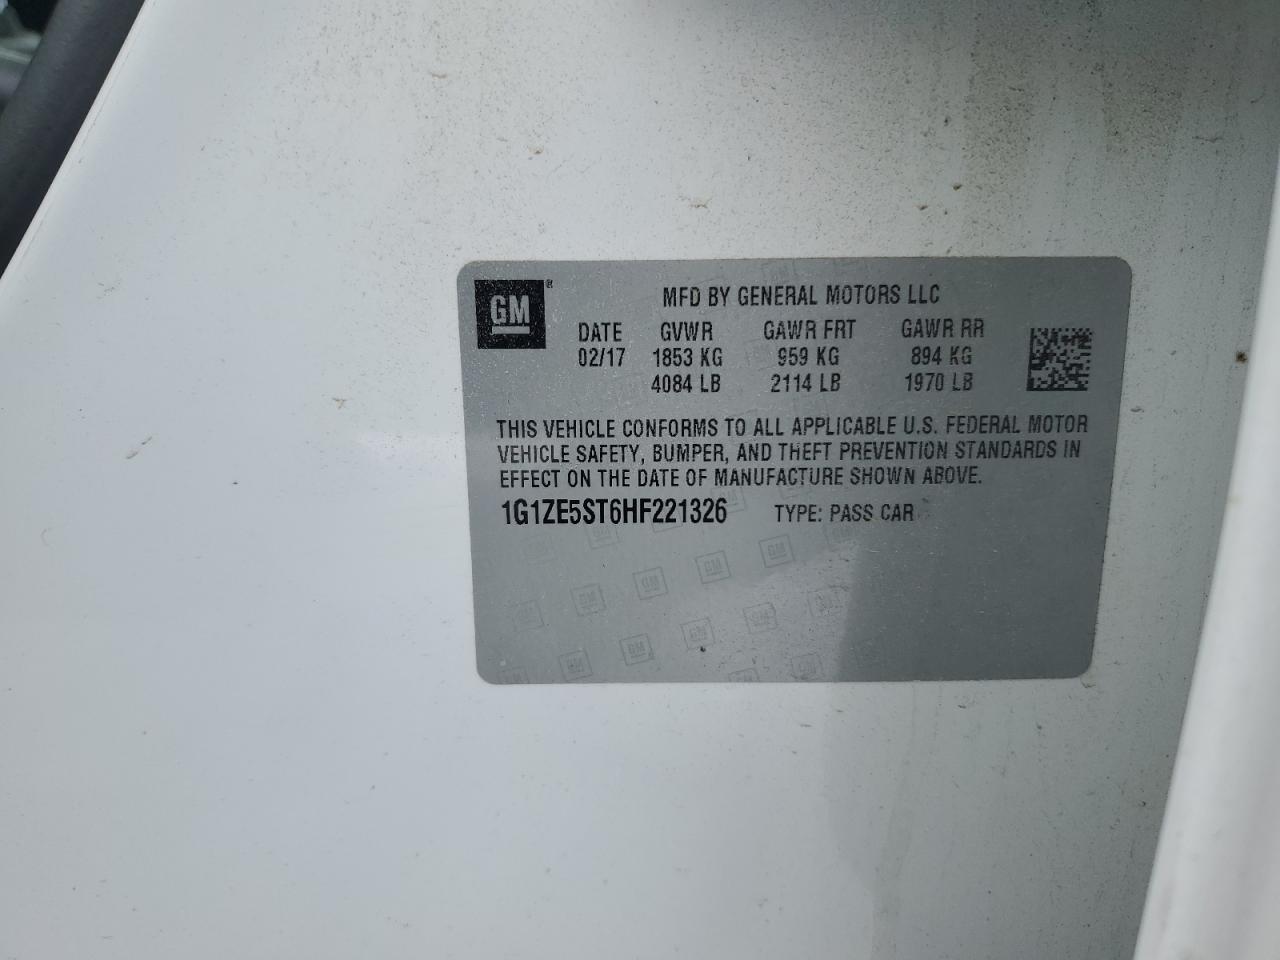 GM®
MFD BY GENERAL MOTORS LLC
DATE GVWR GAWR FRT GAWR RR
02/17 1853 KG 959 KG 894 KG
4084 LB 2114 LB 1970 LB
THIS VEHICLE CONFORMS TO ALL APPLICABLE U.S. FEDERAL MOTOR
VEHICLE SAFETY, BUMPER, AND THEFT PREVENTION STANDARDS IN
EFFECT ON THE DATE OF MANUFACTURE SHOWN ABOVE.
1G1ZE5ST6HF221326 TYPE: PASS CAR